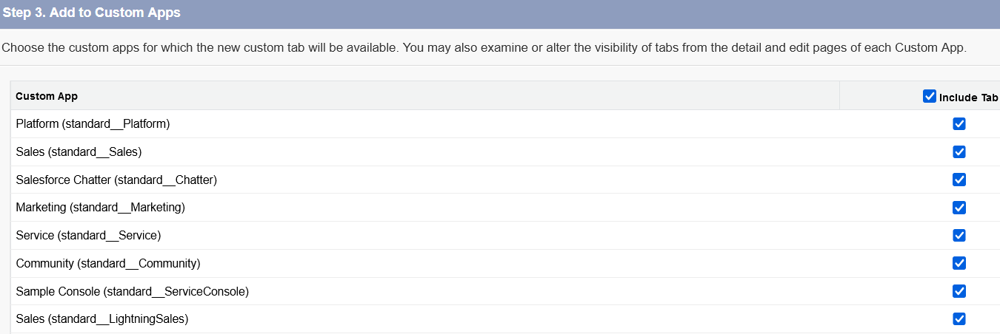 Step 3. Add to Custom Apps
Choose the custom apps for which the new custom tab will be available. You may also examine or alter the visibility of tabs from the detail and edit pages of each Custom App.
Custom App Include Tab
Platform (standard__Platform)
Sales (standard__Sales)
Salesforce Chatter (standard__Chatter)
Marketing (standard__Marketing)
Service (standard__Service)
Community (standard__Community)
Sample Console (standard__ServiceConsole)
Sales (standard__LightningSales)